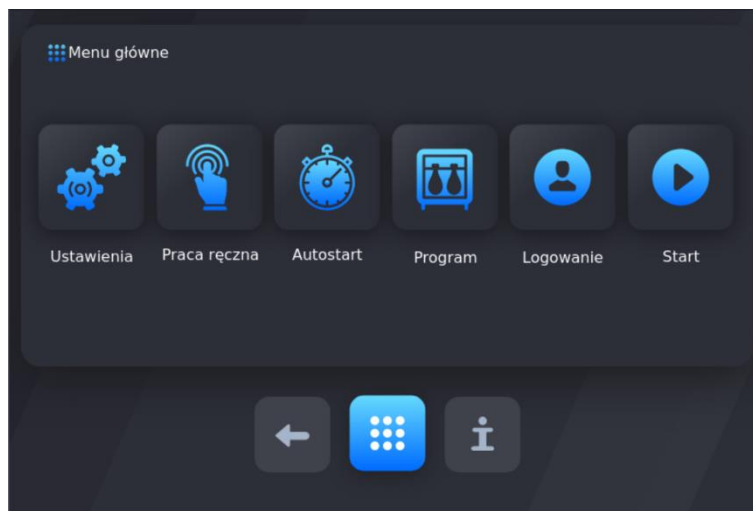 Menu główne
Ustawienia
Praca ręczna
Autostart
Program
Logowanie
Start